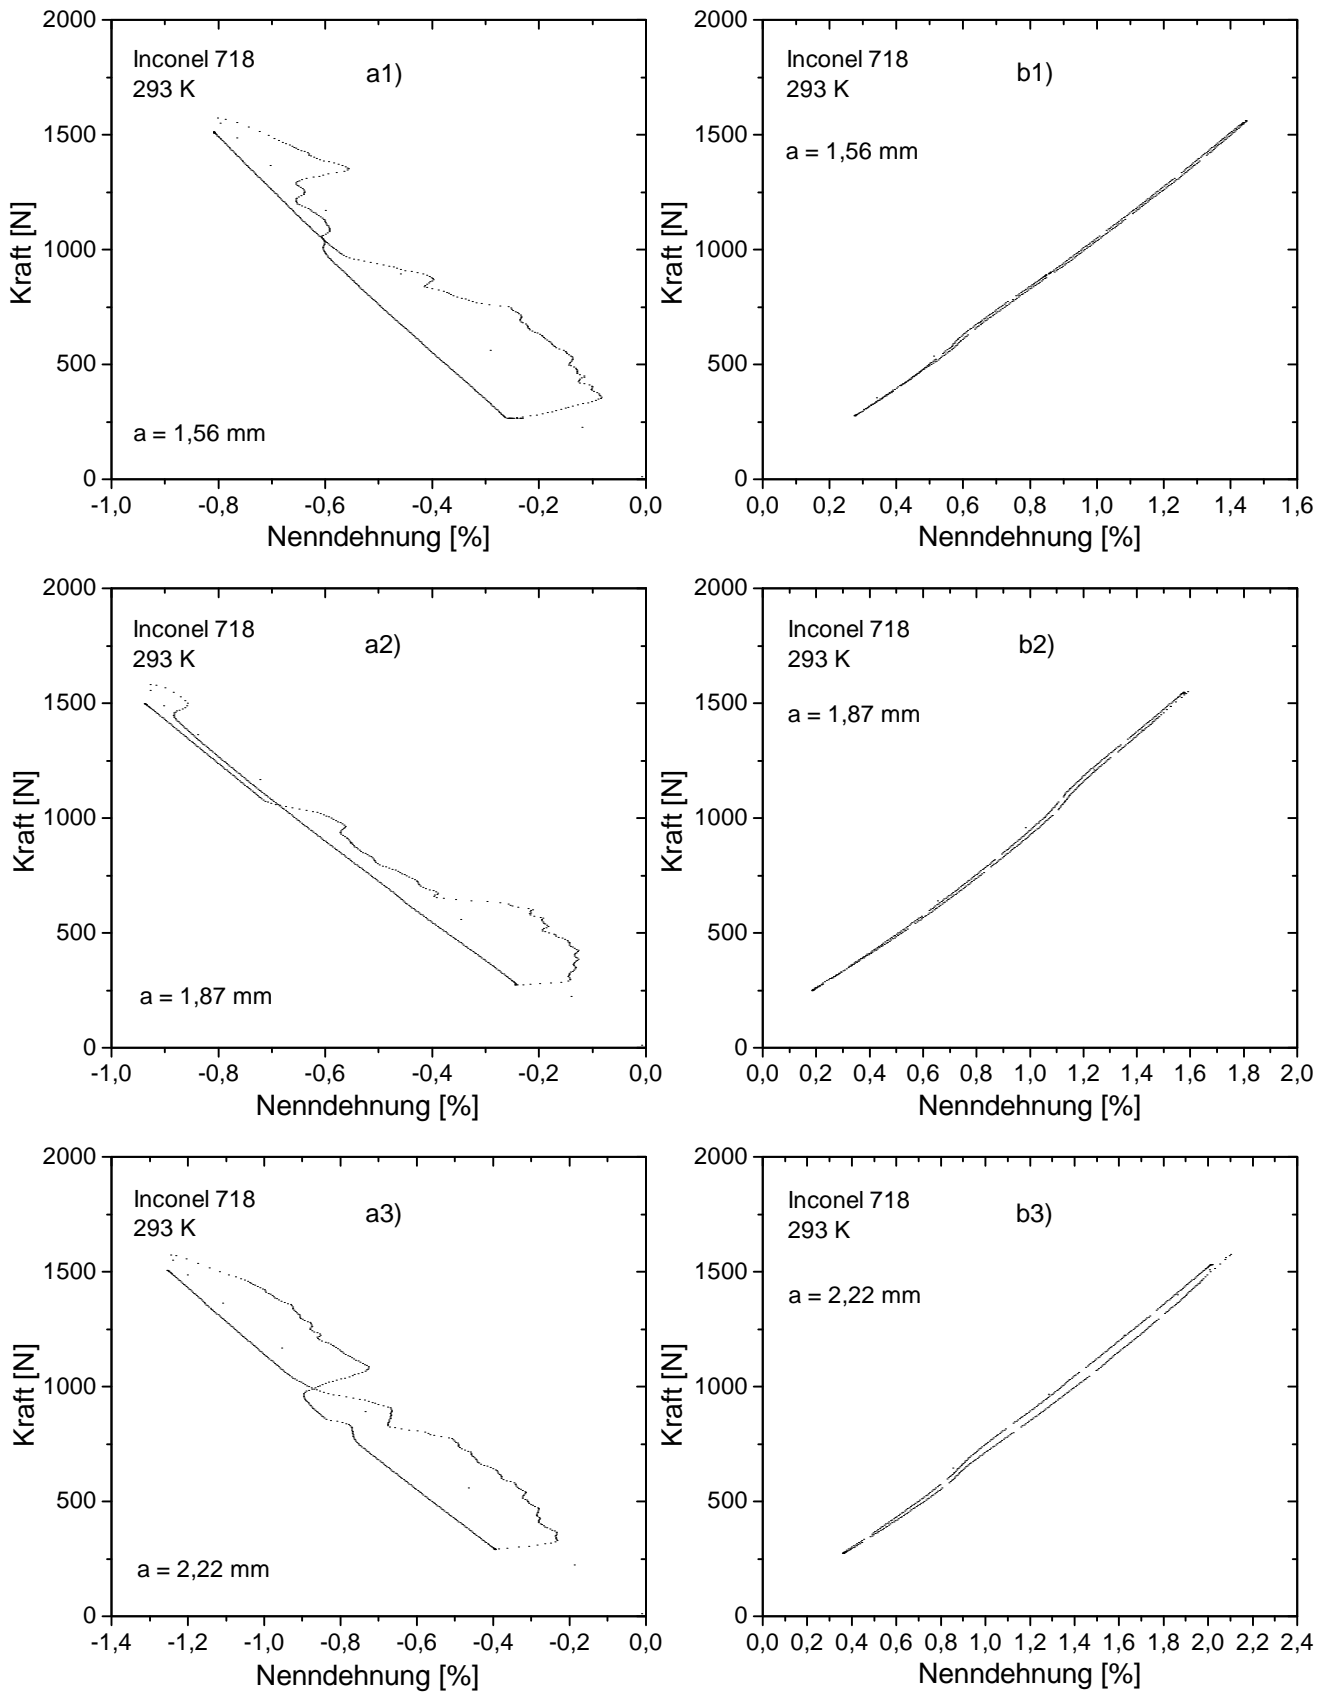 2000
1500
1000
500
0
Kraft [N]
Inconel 718
293 K
a1)
a = 1,56 mm
-1,0 -0,8 -0,6 -0,4 -0,2 0,0
Nenndehnung [%]
2000
1500
1000
500
0
Kraft [N]
Inconel 718
293 K
b1)
a = 1,56 mm
0,0 0,2 0,4 0,6 0,8 1,0 1,2 1,4 1,6
Nenndehnung [%]
2000
1500
1000
500
0
Kraft [N]
Inconel 718
293 K
a2)
a = 1,87 mm
-1,0 -0,8 -0,6 -0,4 -0,2 0,0
Nenndehnung [%]
2000
1500
1000
500
0
Kraft [N]
Inconel 718
293 K
b2)
a = 1,87 mm
0,0 0,2 0,4 0,6 0,8 1,0 1,2 1,4 1,6 1,8 2,0
Nenndehnung [%]
2000
1500
1000
500
0
Kraft [N]
Inconel 718
293 K
a3)
a = 2,22 mm
-1,4 -1,2 -1,0 -0,8 -0,6 -0,4 -0,2 0,0
Nenndehnung [%]
2000
1500
1000
500
0
Kraft [N]
Inconel 718
293 K
b3)
a = 2,22 mm
0,0 0,2 0,4 0,6 0,8 1,0 1,2 1,4 1,6 1,8 2,0 2,2 2,4
Nenndehnung [%]